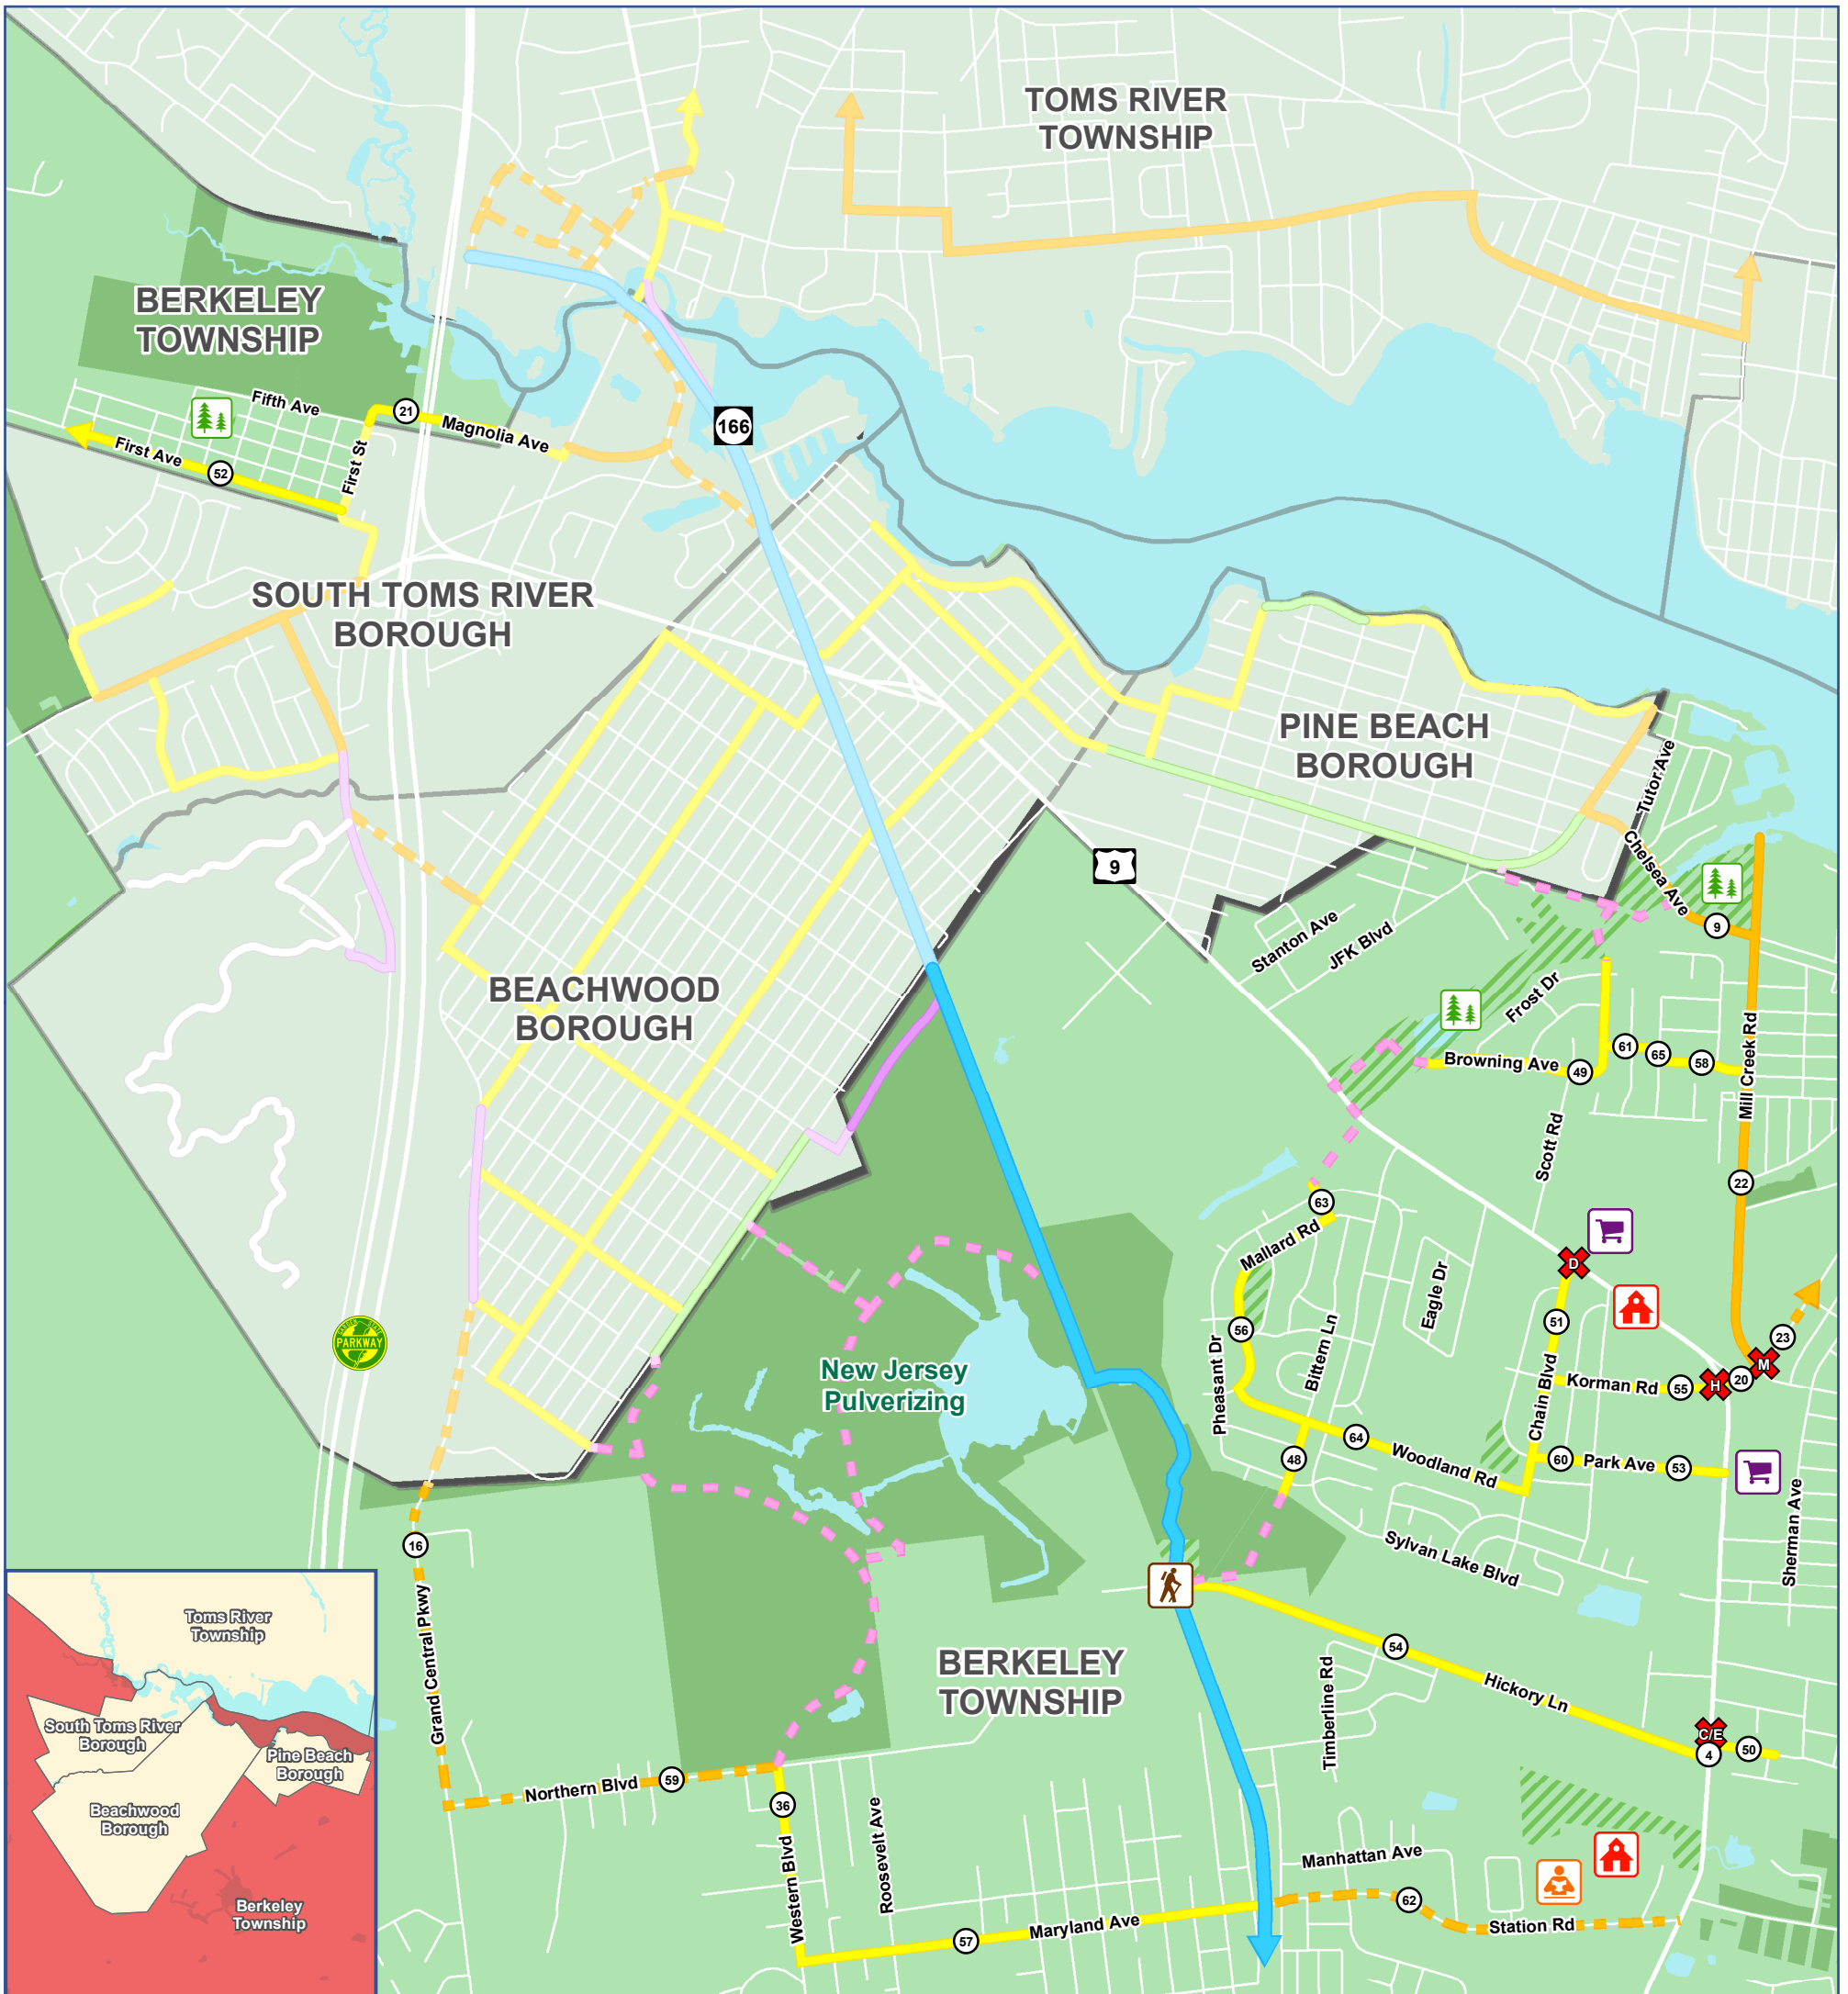 TOMS RIVER
TOWNSHIP
BERKELEY
TOWNSHIP
Fifth Ave
21
Magnolia Ave
First Ave
52
First St
166
SOUTH TOMS RIVER
BOROUGH
PINE BEACH
BOROUGH
Tutor Ave
9
Chelsea Ave
9
Stanton Ave
JFK Blvd
BEACHWOOD
BOROUGH
Frost Dr
Mill Creek Rd
Browning Ave
49
61
65
58
Scott Rd
22
63
Mallard Rd
D
Eagle Dr
56
51
23
M
PARKWAY
Pheasant Dr
Bittern Ln
New Jersey
Pulverizing
Chain Blvd
Korman Rd
55
H
20
64
Woodland Rd
48
60
Park Ave
53
Sherman Ave
16
Sylvan Lake Blvd
Grand Central Pkwy
BERKELEY
TOWNSHIP
54
Hickory Ln
Timberline Rd
C/E
4
50
Northern Blvd
59
36
Western Blvd
Roosevelt Ave
Manhattan Ave
62
Station Rd
57
Maryland Ave
Toms River
Township
South Toms River
Borough
Pine Beach
Borough
Beachwood
Borough
Berkeley
Township